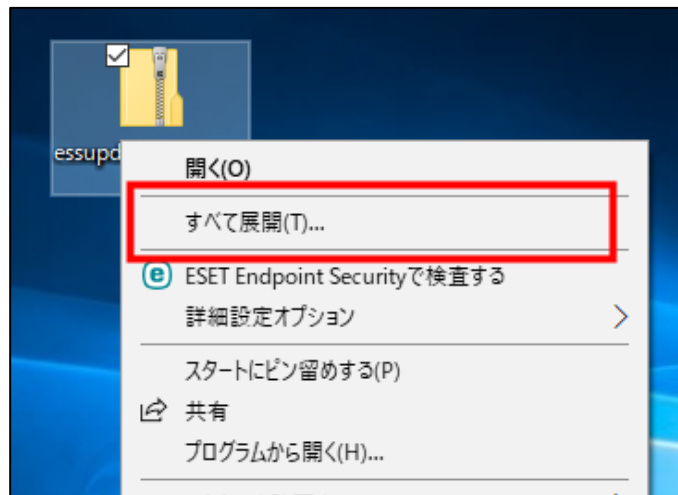 essupd
開く(O)
すべて展開(T)...
ESET Endpoint Securityで検査する
詳細設定オプション
スタートにピン留めする(P)
共有
プログラムから開く(H)...